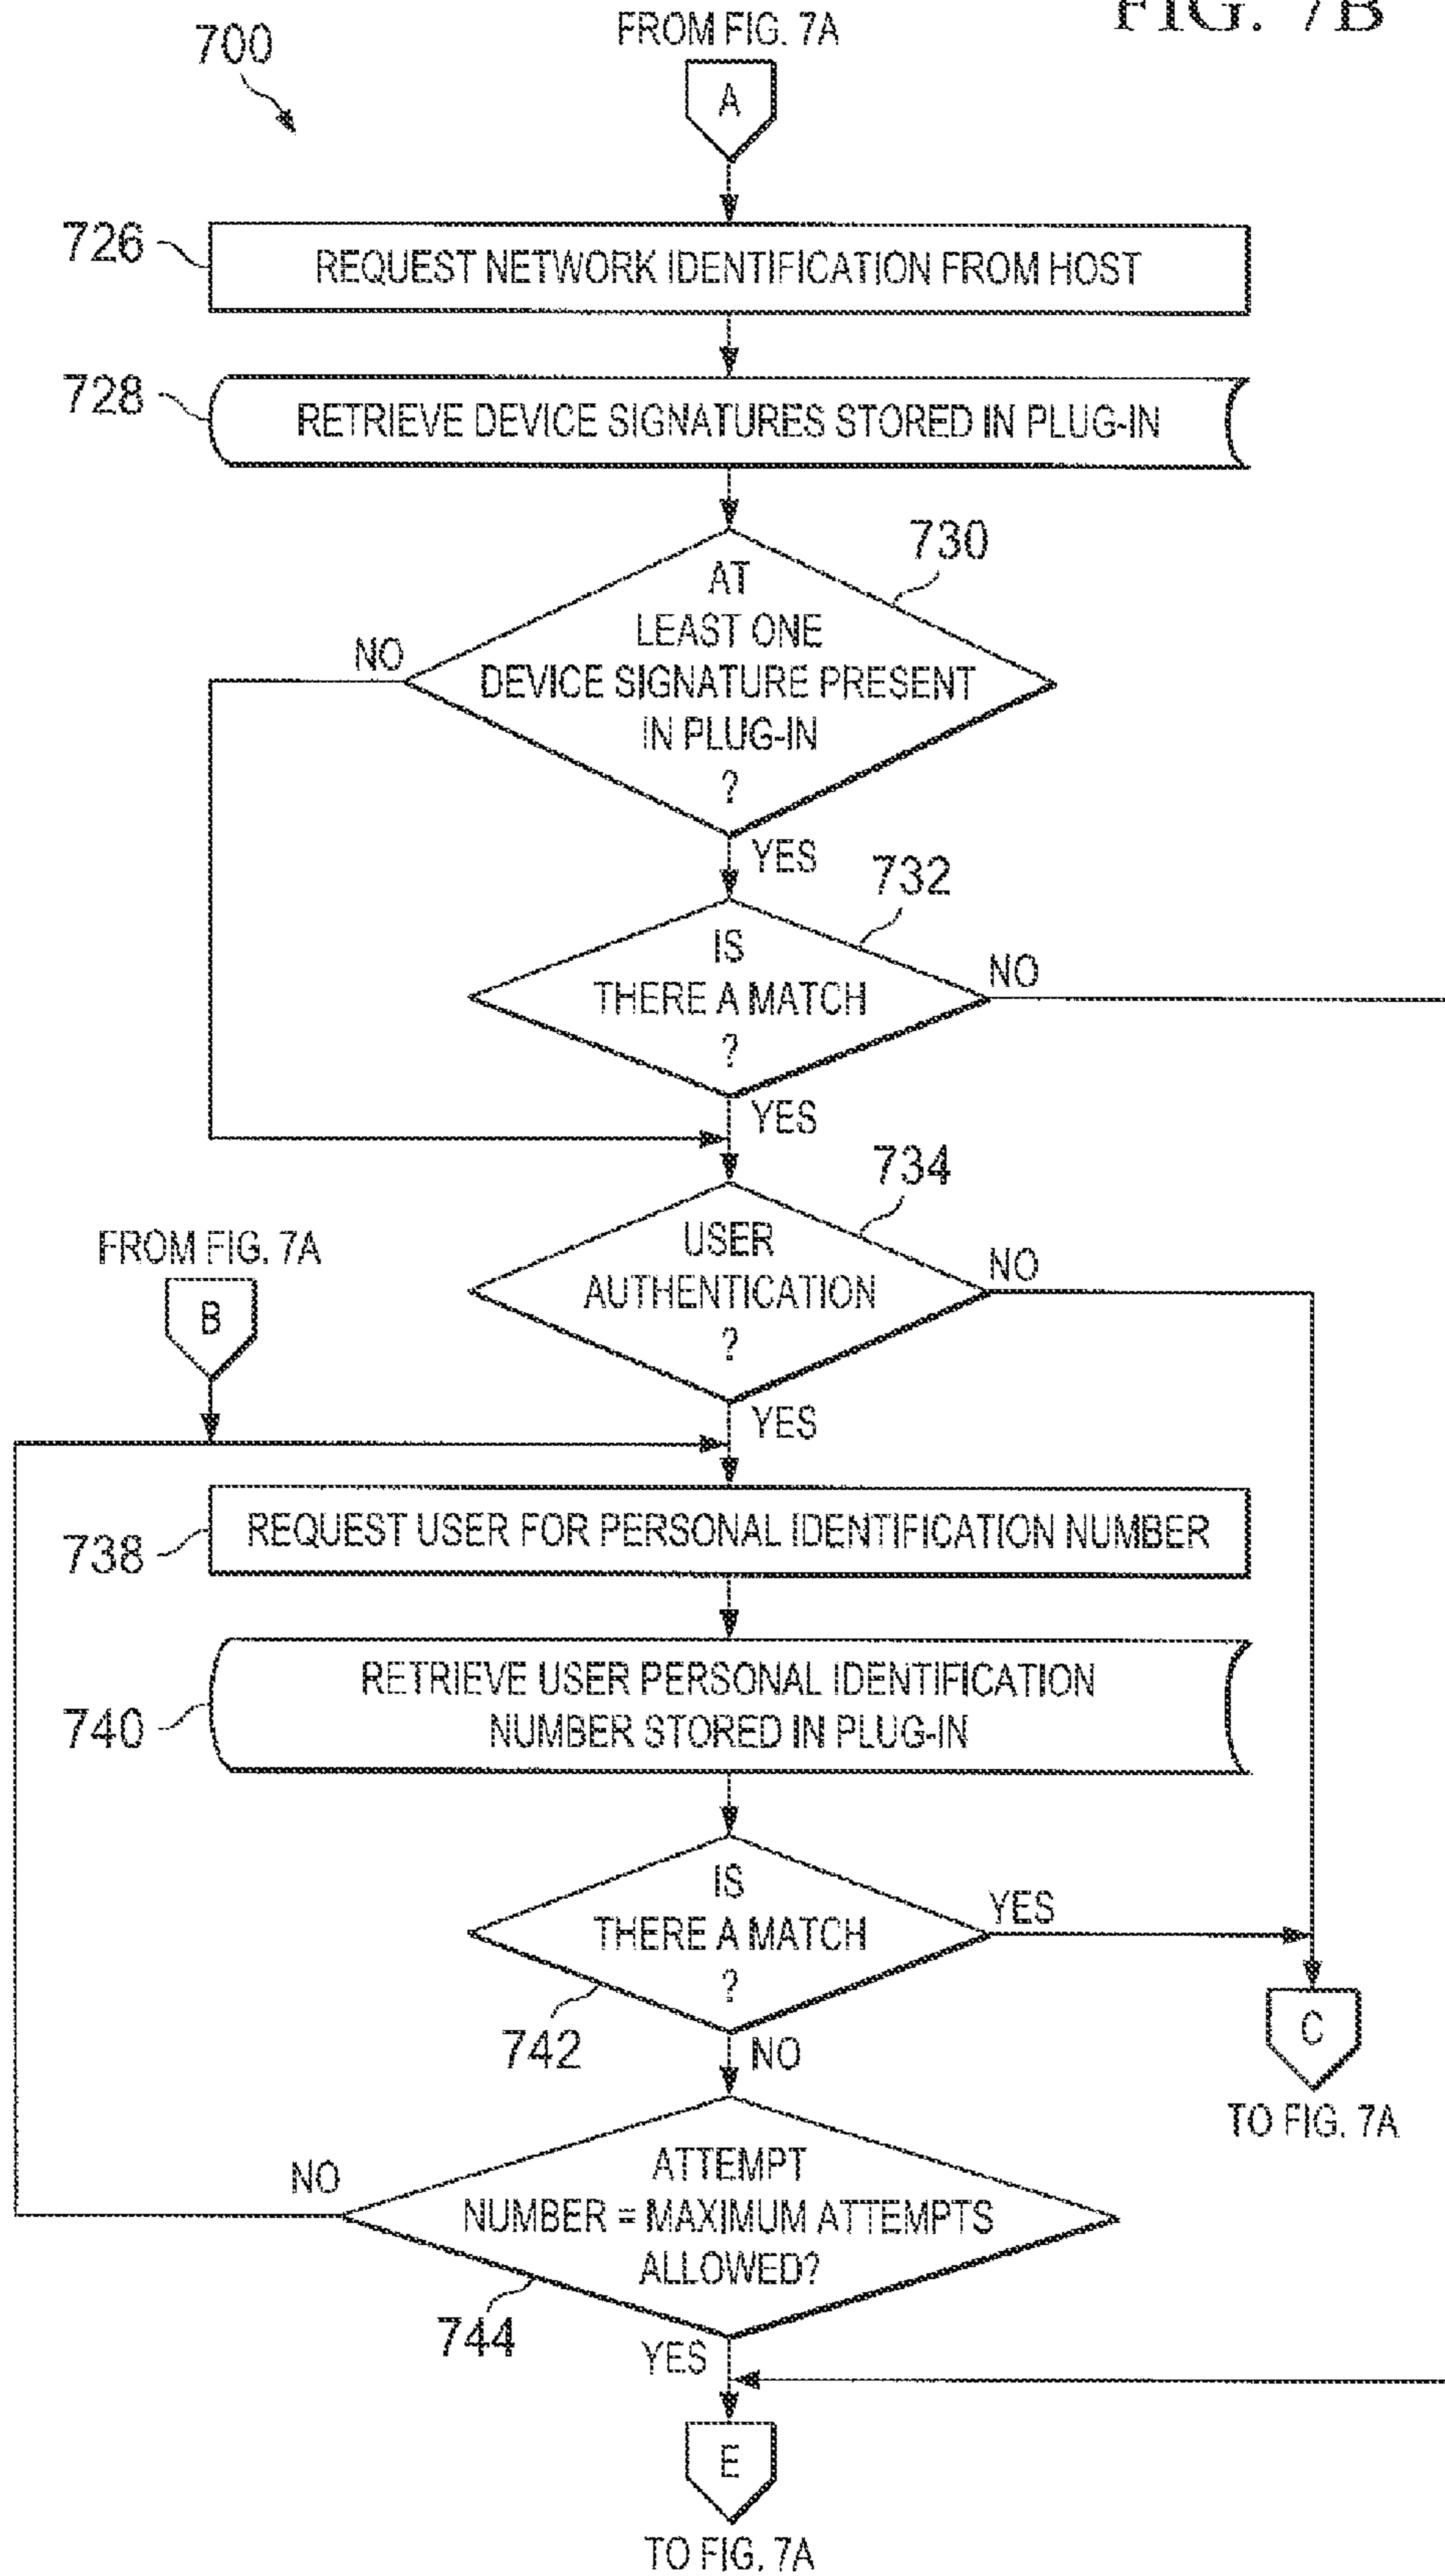 FIG. 7B
700
FROM FIG. 7A
A
726
REQUEST NETWORK IDENTIFICATION FROM HOST
728
RETRIEVE DEVICE SIGNATURES STORED IN PLUG-IN
730
AT
LEAST ONE
DEVICE SIGNATURE PRESENT
IN PLUG-IN
?
NO
YES
732
IS
THERE A MATCH
?
NO
YES
734
USER
AUTHENTICATION
?
NO
YES
FROM FIG. 7A
B
738
REQUEST USER FOR PERSONAL IDENTIFICATION NUMBER
740
RETRIEVE USER PERSONAL IDENTIFICATION
NUMBER STORED IN PLUG-IN
IS
THERE A MATCH
?
YES
742
NO
C
TO FIG. 7A
ATTEMPT
NUMBER = MAXIMUM ATTEMPTS
ALLOWED?
NO
744
YES
E
TO FIG. 7A